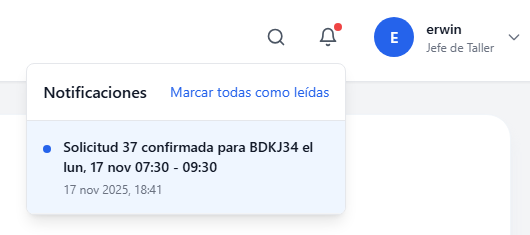 E
erwin
Jefe de Taller
Notificaciones
Marcar todas como leídas
Solicitud 37 confirmada para BDKJ34 el
lun, 17 nov 07:30 - 09:30
17 nov 2025, 18:41